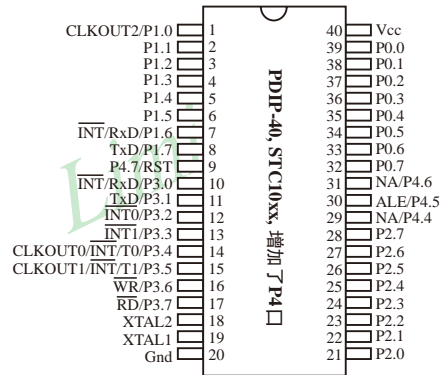 CLKOUT2/P1.0 1 40 Vcc
P1.1 2 39 P0.0
P1.2 3 38 P0.1
P1.3 4 37 P0.2
P1.4 5 36 P0.3
P1.5 6 35 P0.4
INT/RxD/P1.6 7 34 P0.5
TxD/P1.7 8 33 P0.6
P4.7/RST 9 32 P0.7
INT/RxD/P3.0 10 31 NA/P4.6
TxD/P3.1 11 30 ALE/P4.5
INT0/P3.2 12 29 NA/P4.4
INT1/P3.3 13 28 P2.7
CLKOUT0/INT/T0/P3.4 14 27 P2.6
CLKOUT1/INT/T1/P3.5 15 26 P2.5
WR/P3.6 16 25 P2.4
RD/P3.7 17 24 P2.3
XTAL2 18 23 P2.2
XTAL1 19 22 P2.1
Gnd 20 21 P2.0
PDIP-40, STC10xx, 增加了P4口